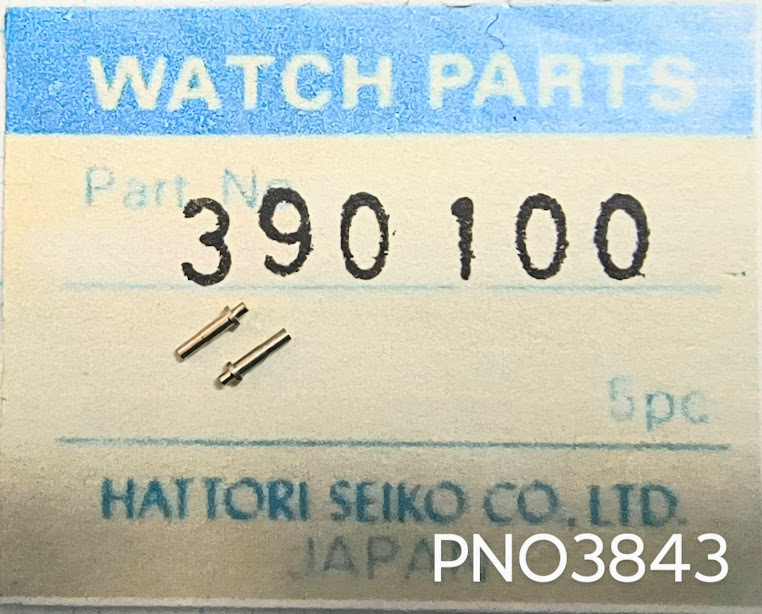 WATCH PARTS
Part No.
390100
5pc
HATTORI SEIKO CO., LTD.
JAPAN
PNO3843